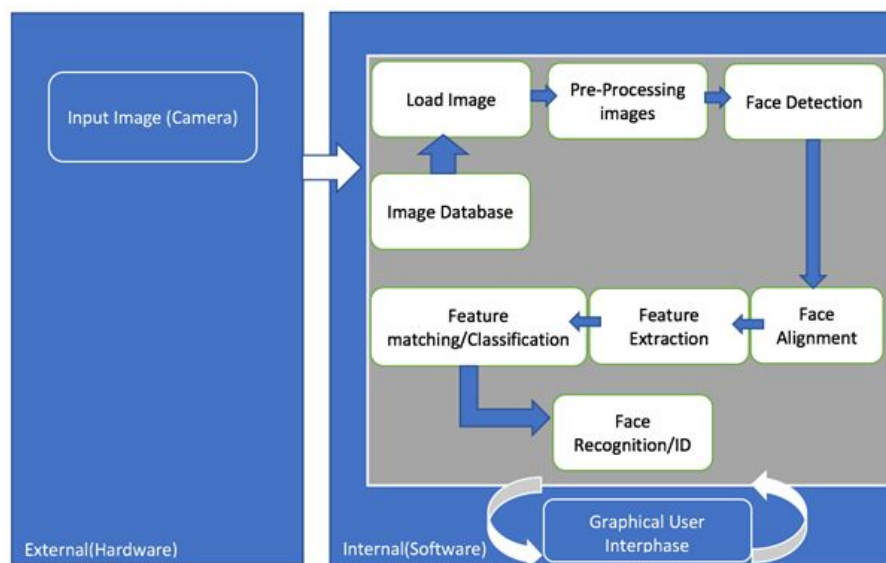 Input Image (Camera)
Load Image
Pre-Processing
images
Face Detection
Image Database
Feature
matching/Classification
Feature
Extraction
Face
Alignment
Face
Recognition/ID
External(Hardware)
Internal(Software)
Graphical User
Interphase